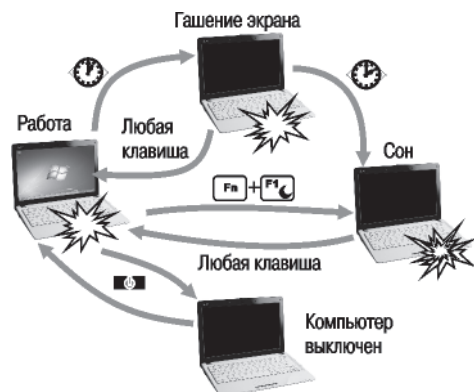 Гашение экрана
Работа
Любая
клавиша
Fn + F1
Сон
Любая клавиша
Компьютер
выключен